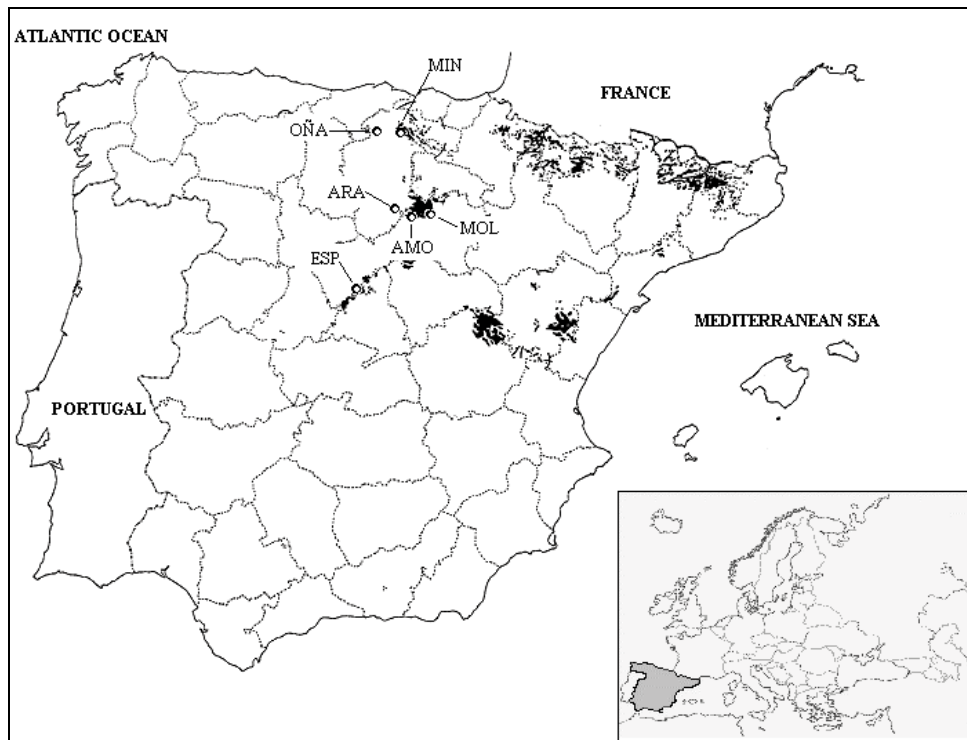 ATLANTIC OCEAN
MIN
FRANCE
OÑA
ARA
MOL
AMO
ESP
MEDITERRANEAN SEA
PORTUGAL